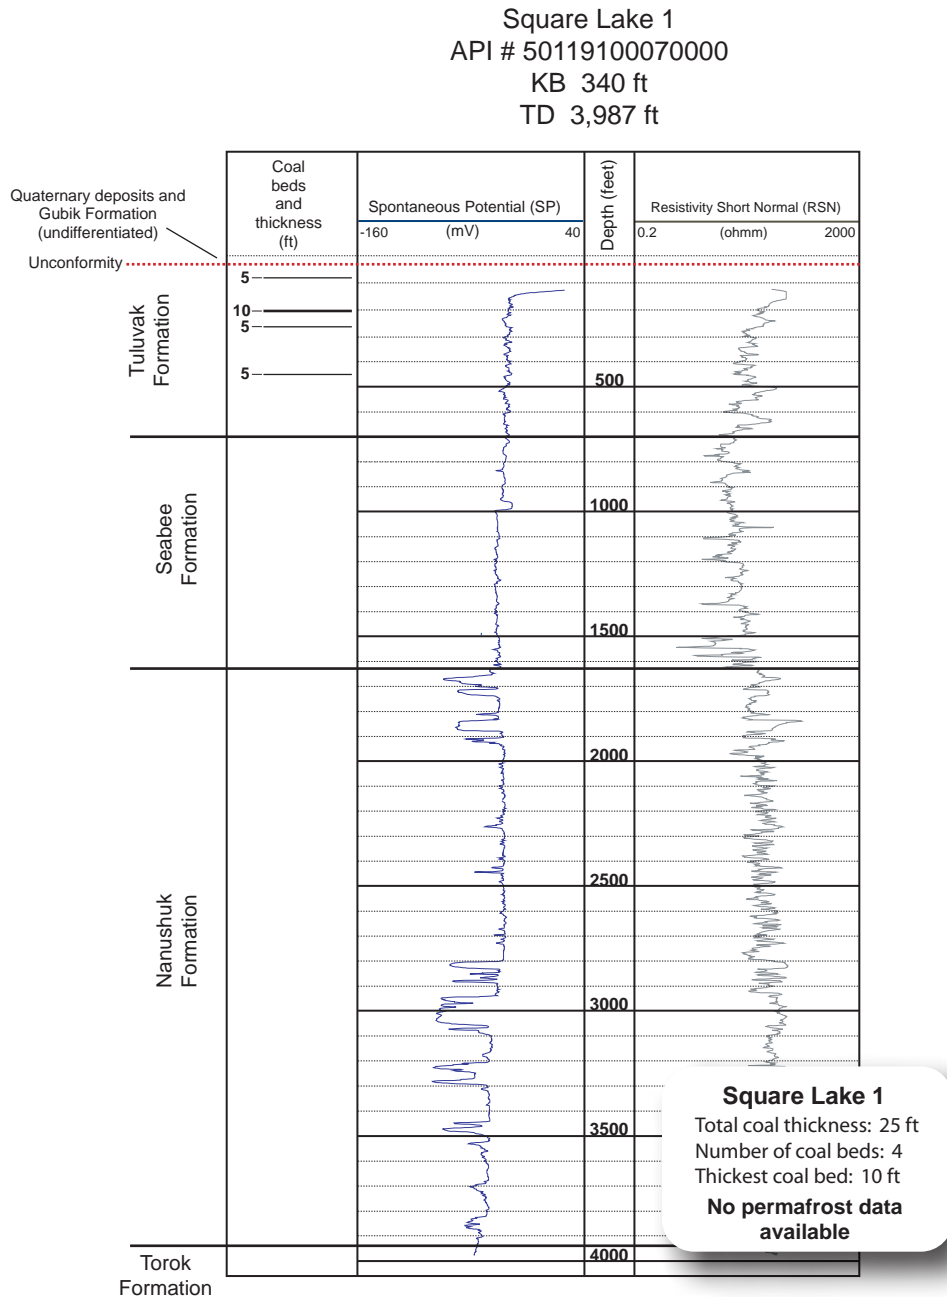 Square Lake 1
API # 50119100070000
KB 340 ft
TD 3,987 ft
Coal
beds
and
thickness
(ft)
Spontaneous Potential (SP)
-160 (mV) 40
Depth (feet)
Resistivity Short Normal (RSN)
0.2 (ohmm) 2000
Quaternary deposits and
Gubik Formation
(undifferentiated)
Unconformity
5
10
5
5
Tuluvak
Formation
500
Seabee
Formation
1000
1500
Nanushuk
Formation
2000
2500
3000
3500
4000
Torok
Formation
Square Lake 1
Total coal thickness: 25 ft
Number of coal beds: 4
Thickest coal bed: 10 ft
No permafrost data
available